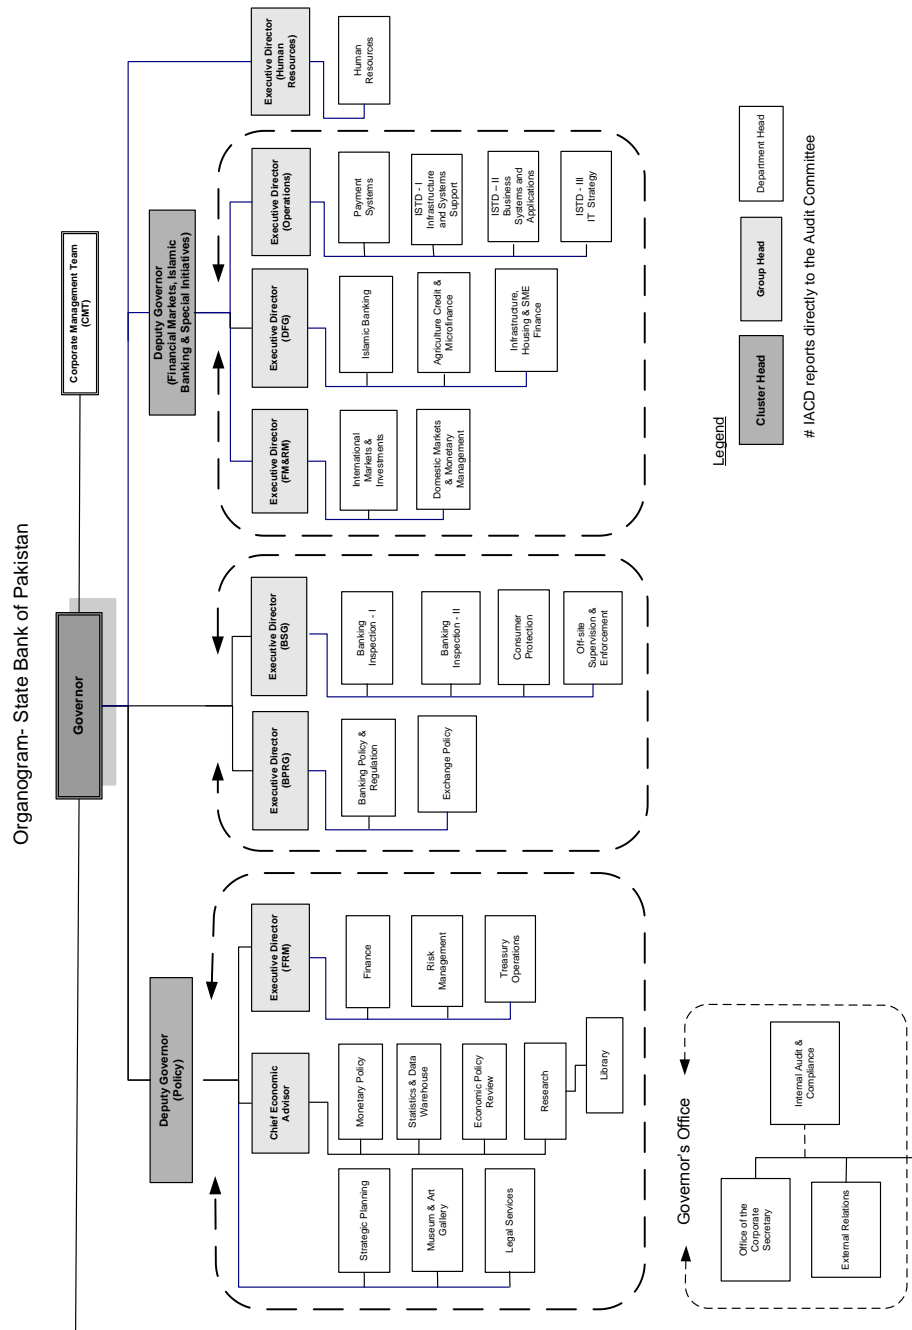 Organogram- State Bank of Pakistan
Governor
Corporate Management Team
(CMT)
Deputy Governor
(Policy)
Deputy Governor
(Financial Markets, Islamic
Banking & Special Initiatives)
Chief Economic
Advisor
Executive Director
(FRM)
Executive Director
(BPRG)
Executive Director
(BSG)
Executive Director
(FM&RM)
Executive Director
(DFG)
Executive Director
(Operations)
Executive Director
(Human
Resources)
Strategic Planning
Museum & Art
Gallery
Legal Services
Monetary Policy
Statistics & Data
Warehouse
Economic Policy
Review
Research
Library
Finance
Risk
Management
Treasury
Operations
Banking Policy &
Regulation
Exchange Policy
Banking
Inspection - I
Banking
Inspection - II
Consumer
Protection
Off-site
Supervision &
Enforcement
International
Markets &
Investments
Domestic Markets
& Monetary
Management
Islamic Banking
Agriculture Credit &
Microfinance
Infrastructure,
Housing & SME
Finance
Payment
Systems
ISTD - I
Infrastructure
and Systems
Support
ISTD – II
Business
Systems and
Applications
ISTD - III
IT Strategy
Human
Resources
Governor's Office
Office of the
Corporate
Secretary
External Relations
Internal Audit &
Compliance
Legend
Cluster Head
Group Head
Department Head
# IACD reports directly to the Audit Committee